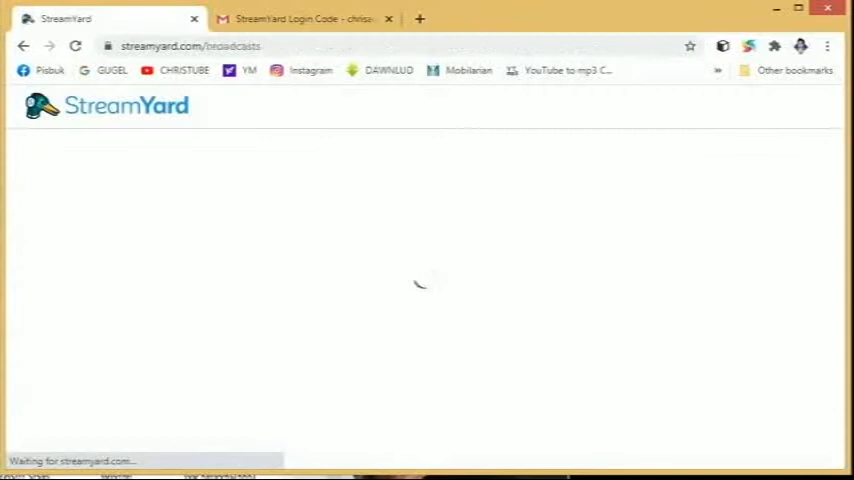 StreamYard
StreamYard Login Code - chrisa
streamyard.com/broadcasts
Pisbuk GUGEL CHRISTUBE YM Instagram DAWNLUD Mobilarian YouTube to mp3 C... » Other bookmarks
StreamYard
Waiting for streamyard.com...